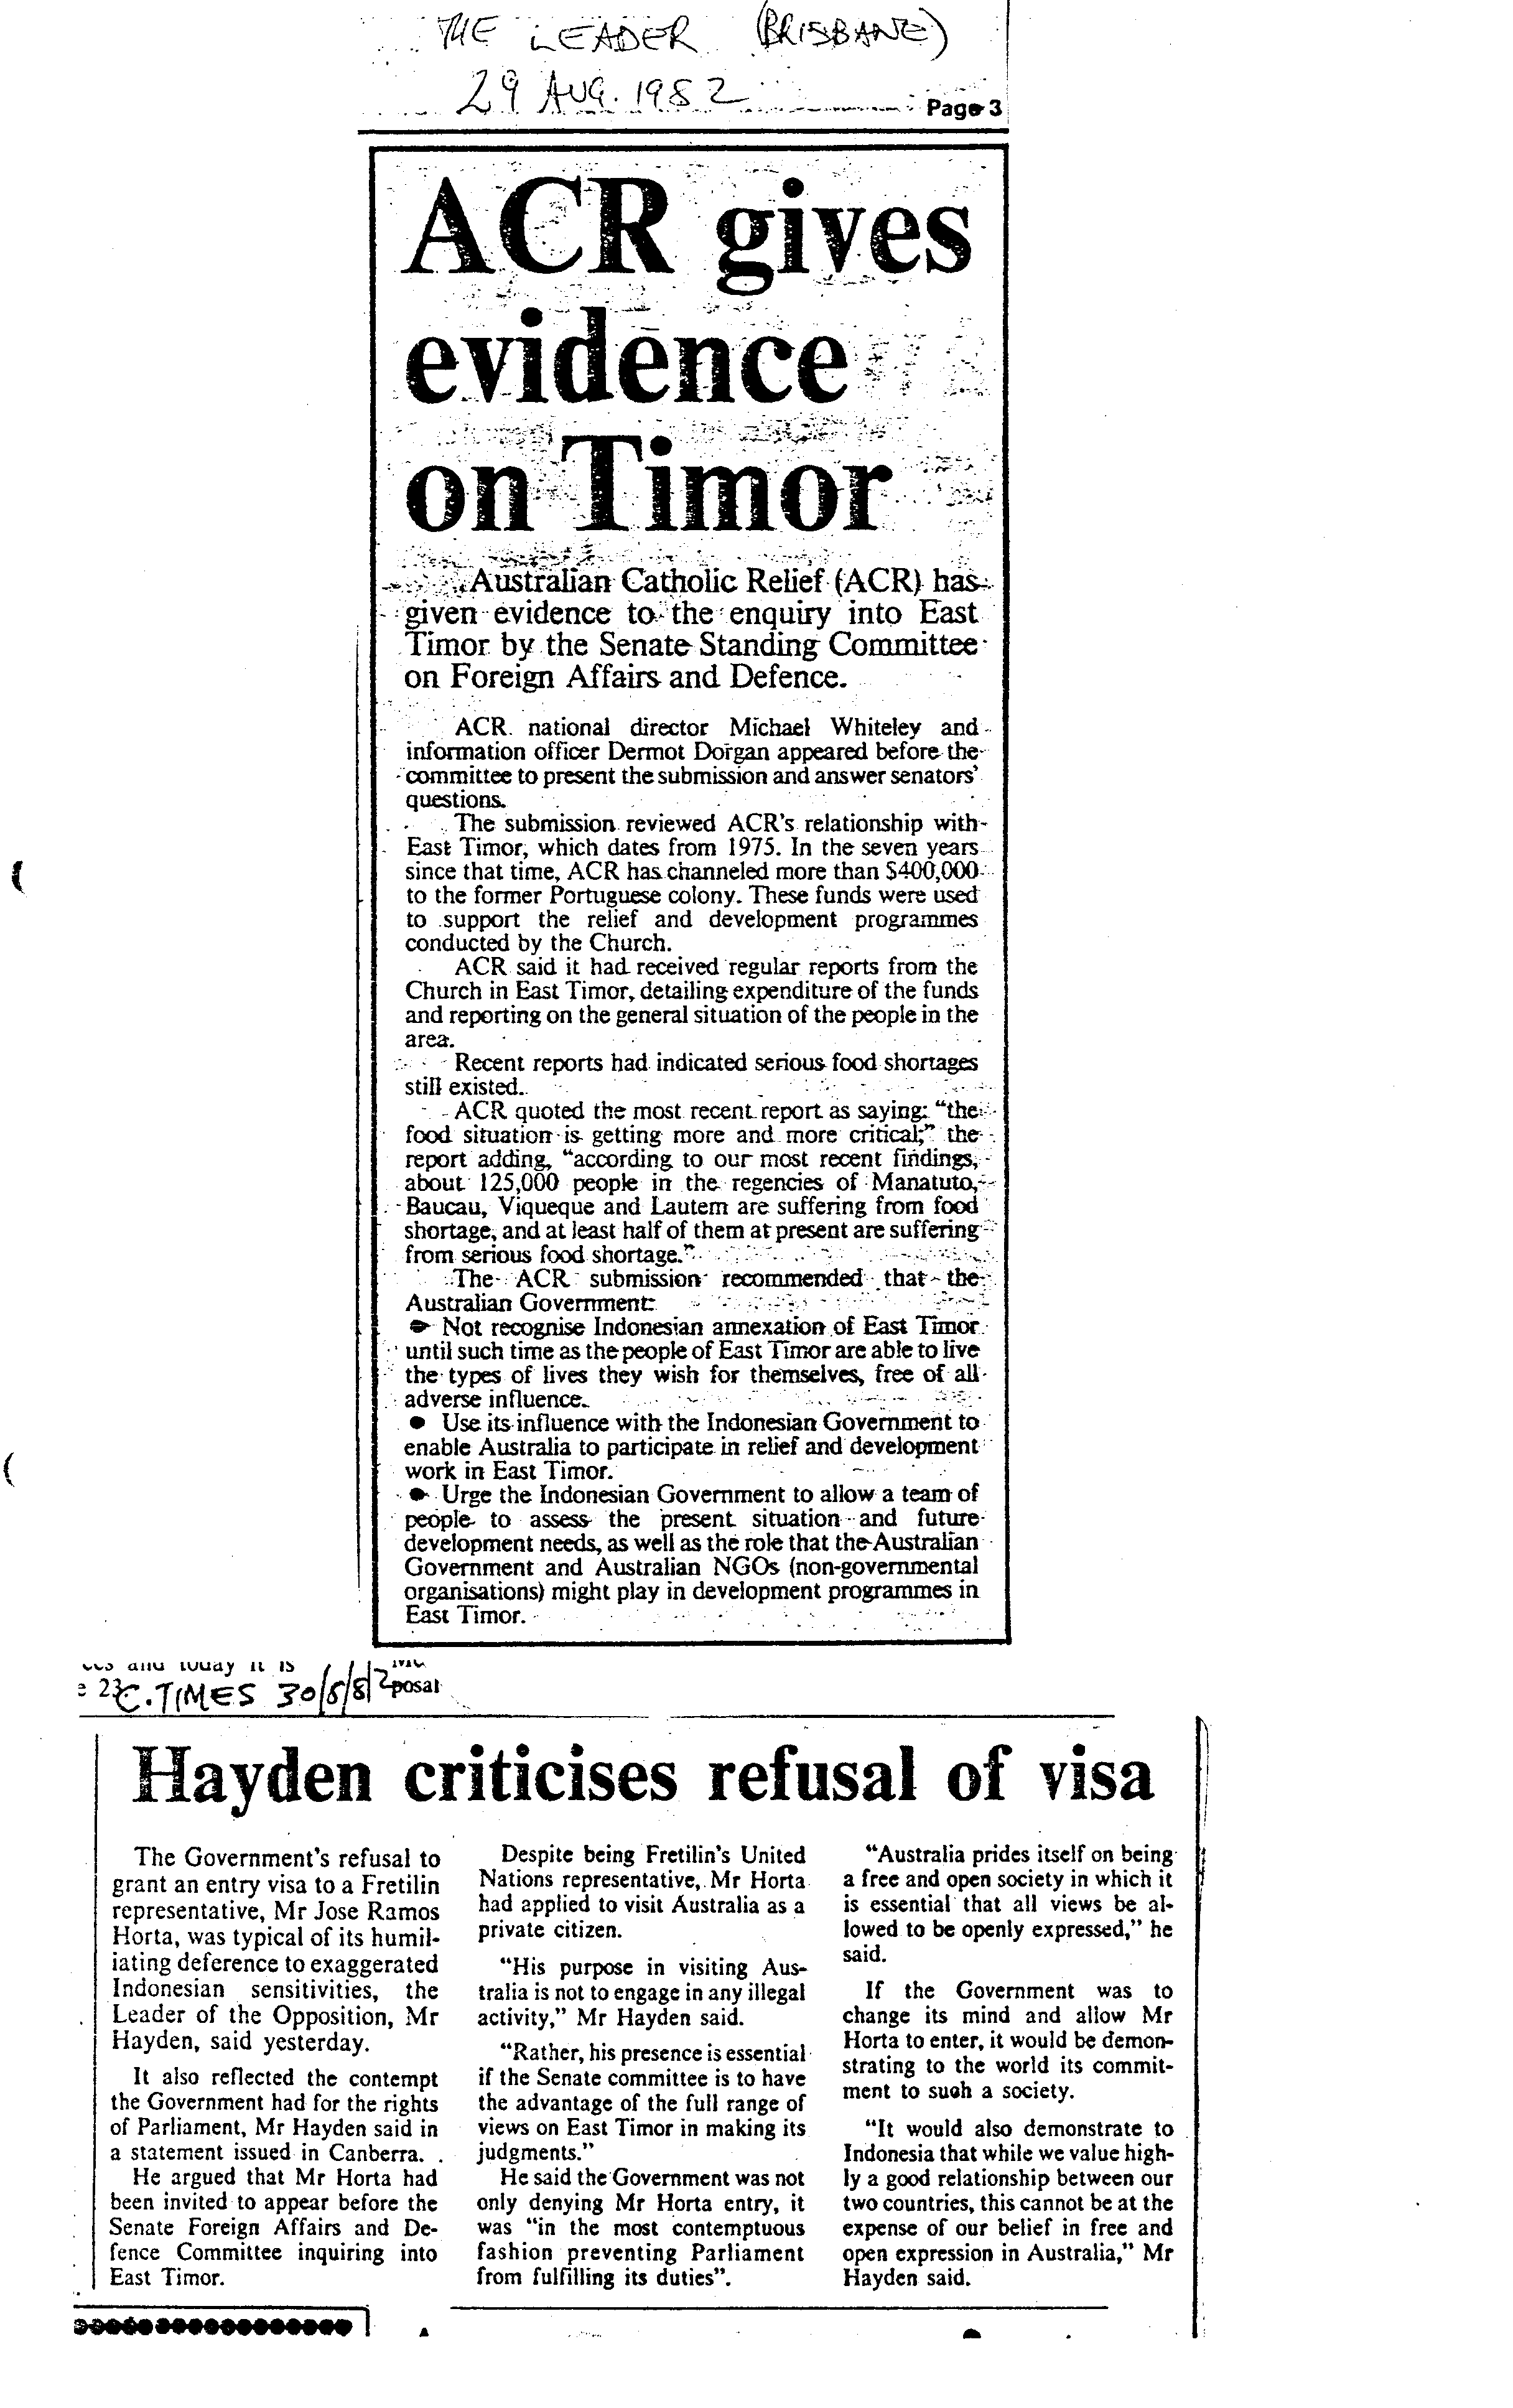 THE LEADER (BRISBANE)
29 AUG. 1982
Page 3
ACR gives
evidence
on Timor
Australian Catholic Relief (ACR) has
given evidence to the enquiry into East
Timor by the Senate Standing Committee
on Foreign Affairs and Defence.
ACR national director Michael Whiteley and
information officer Dermot Dorgan appeared before the
committee to present the submission and answer senators'
questions.
The submission reviewed ACR's relationship with
East Timor, which dates from 1975. In the seven years
since that time, ACR has channeled more than $400,000
to the former Portuguese colony. These funds were used
to support the relief and development programmes
conducted by the Church.
ACR said it had received regular reports from the
Church in East Timor, detailing expenditure of the funds
and reporting on the general situation of the people in the
area.
Recent reports had indicated serious food shortages
still existed.
ACR quoted the most recent report as saying: "the
food situation is getting more and more critical;" the
report adding, "according to our most recent findings,
about 125,000 people in the regencies of Manatuto,
Baucau, Viqueque and Lautem are suffering from food
shortage, and at least half of them at present are suffering
from serious food shortage."
The ACR submission recommended that the
Australian Government:
● Not recognise Indonesian annexation of East Timor
until such time as the people of East Timor are able to live
the types of lives they wish for themselves, free of all
adverse influence.
● Use its influence with the Indonesian Government to
enable Australia to participate in relief and development
work in East Timor.
● Urge the Indonesian Government to allow a team of
people to assess the present situation and future
development needs, as well as the role that the Australian
Government and Australian NGOs (non-governmental
organisations) might play in development programmes in
East Timor.
and today it is
e 23
posal
C.TIMES 30/8/82
Hayden criticises refusal of visa
The Government's refusal to
grant an entry visa to a Fretilin
representative, Mr Jose Ramos
Horta, was typical of its humil-
iating deference to exaggerated
Indonesian sensitivities, the
Leader of the Opposition, Mr
Hayden, said yesterday.
It also reflected the contempt
the Government had for the rights
of Parliament, Mr Hayden said in
a statement issued in Canberra.
He argued that Mr Horta had
been invited to appear before the
Senate Foreign Affairs and De-
fence Committee inquiring into
East Timor.
Despite being Fretilin's United
Nations representative, Mr Horta
had applied to visit Australia as a
private citizen.
"His purpose in visiting Aus-
tralia is not to engage in any illegal
activity," Mr Hayden said.
"Rather, his presence is essential
if the Senate committee is to have
the advantage of the full range of
views on East Timor in making its
judgments."
He said the Government was not
only denying Mr Horta entry, it
was "in the most contemptuous
fashion preventing Parliament
from fulfilling its duties".
"Australia prides itself on being
a free and open society in which it
is essential that all views be al-
lowed to be openly expressed," he
said.
If the Government was to
change its mind and allow Mr
Horta to enter, it would be demon-
strating to the world its commit-
ment to such a society.
"It would also demonstrate to
Indonesia that while we value high-
ly a good relationship between our
two countries, this cannot be at the
expense of our belief in free and
open expression in Australia," Mr
Hayden said.